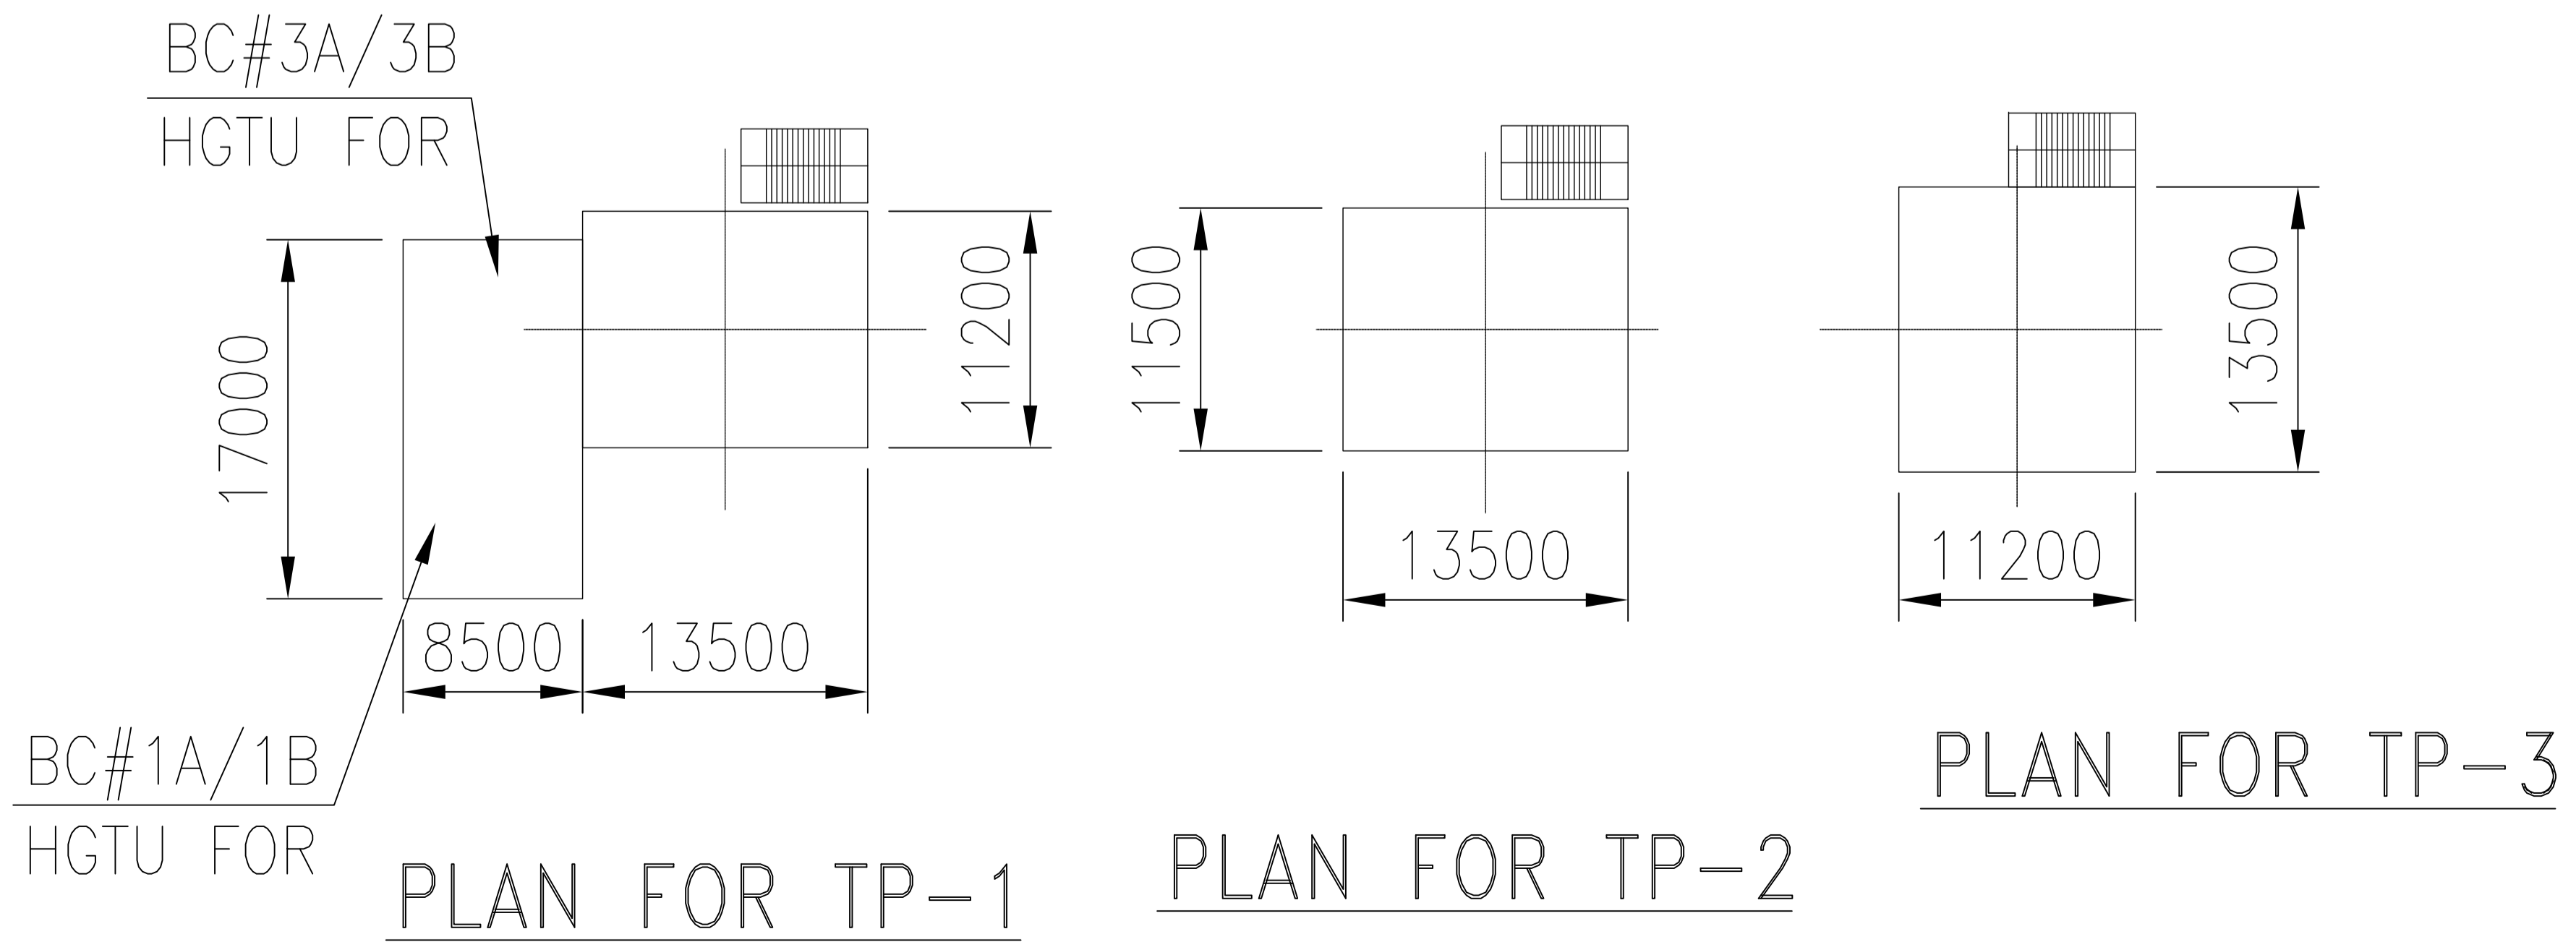 BC#3A/3B
HGTU FOR
17000
11200
8500
13500
BC#1A/1B
HGTU FOR
PLAN FOR TP-1
11500
13500
PLAN FOR TP-2
13500
11200
PLAN FOR TP-3